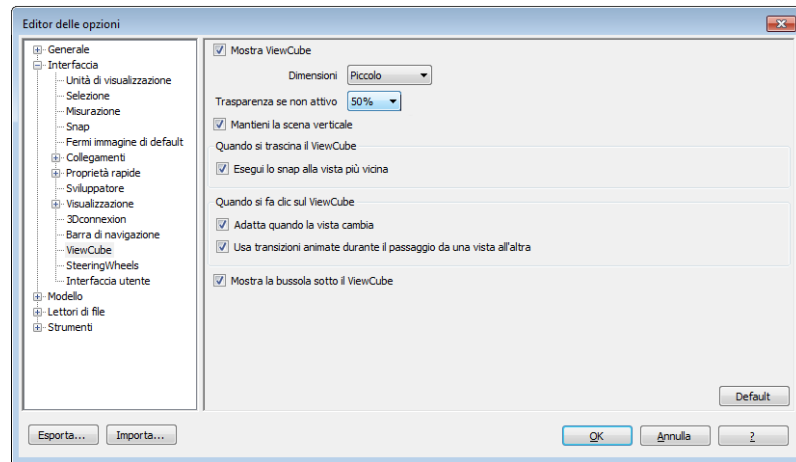 Editor delle opzioni
Generale
Interfaccia
Unità di visualizzazione
Selezione
Misurazione
Snap
Fermi immagine di default
Collegamenti
Proprietà rapide
Sviluppatore
Visualizzazione
3Dconnexion
Barra di navigazione
ViewCube
SteeringWheels
Interfaccia utente
Modello
Lettori di file
Strumenti
Mostra ViewCube
Dimensioni Piccolo
Trasparenza se non attivo 50%
Mantieni la scena verticale
Quando si trascina il ViewCube
Esegui lo snap alla vista più vicina
Quando si fa clic sul ViewCube
Adatta quando la vista cambia
Usa transizioni animate durante il passaggio da una vista all'altra
Mostra la bussola sotto il ViewCube
Default
Esporta... Importa... OK Annulla ?